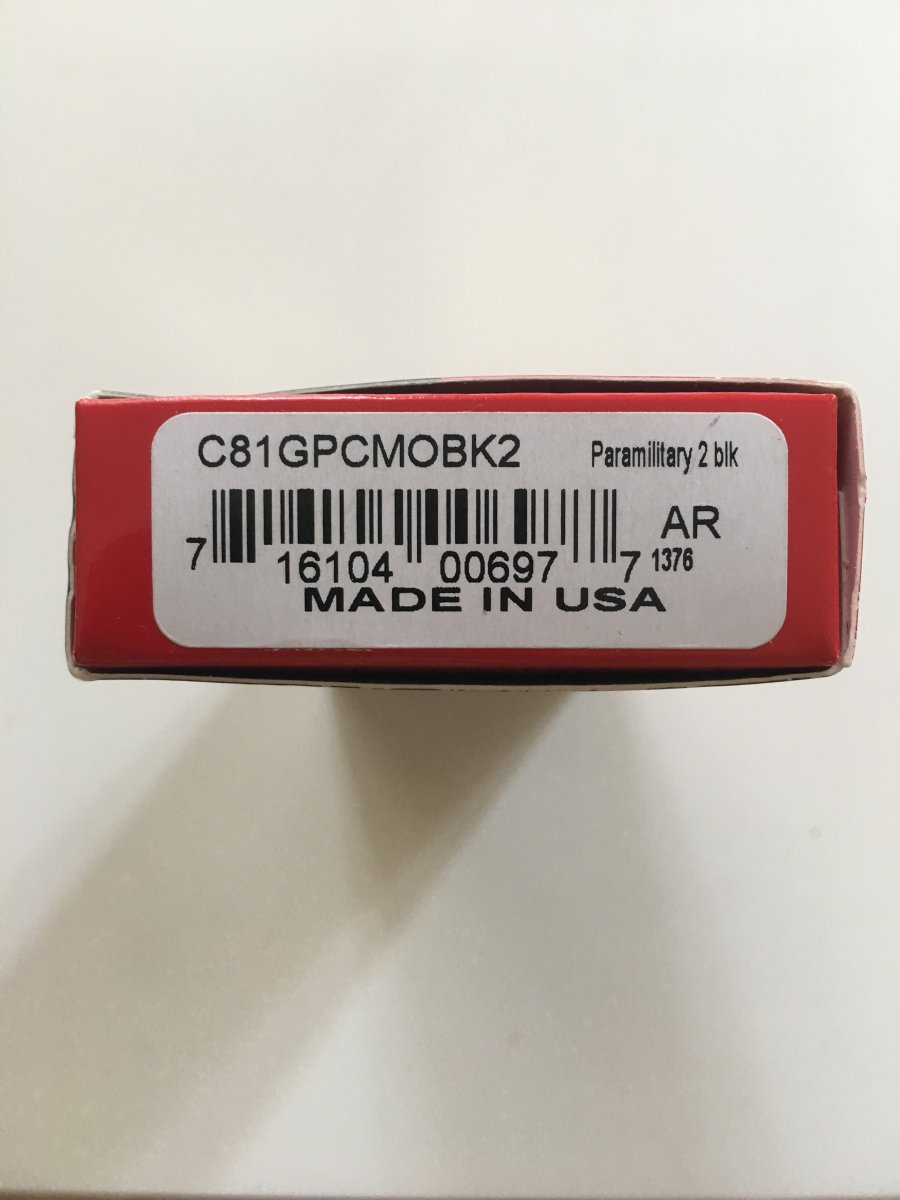 C81GPCMOBK2 Paramilitary 2 blk
AR
7 16104 00697 7 1376
MADE IN USA